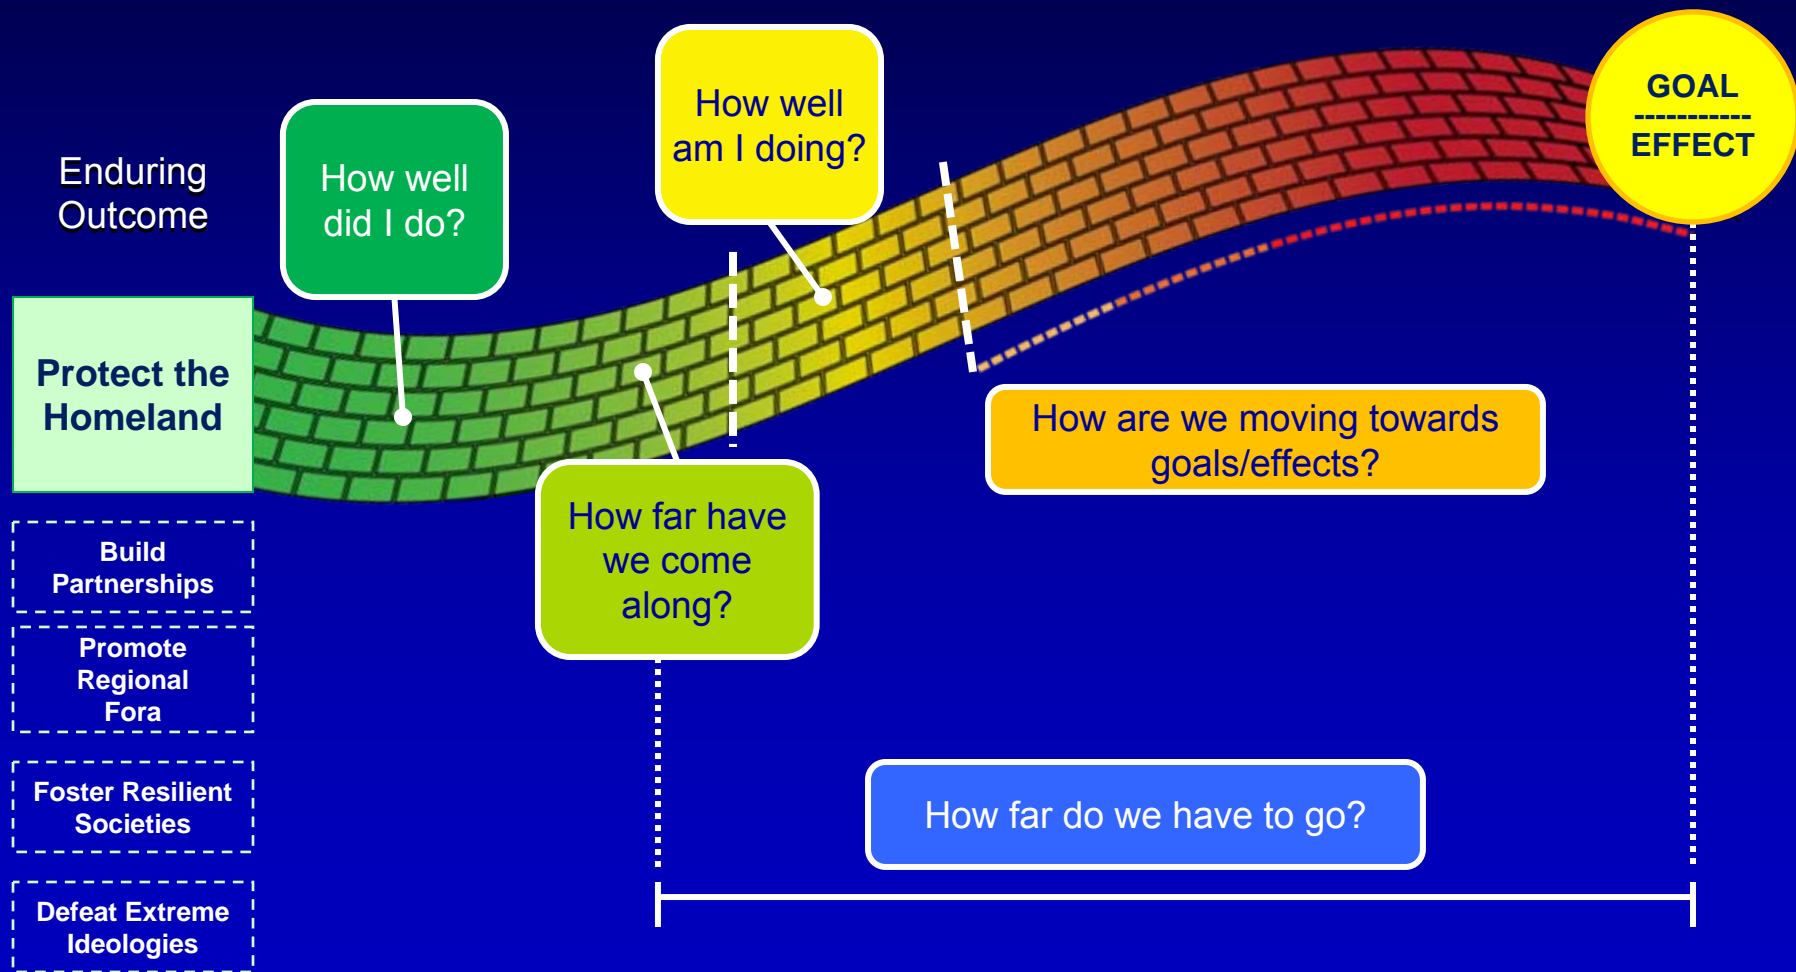 Enduring
Outcome
Protect the
Homeland
Build
Partnerships
Promote
Regional
Fora
Foster Resilient
Societies
Defeat Extreme
Ideologies
How well
did I do?
How well
am I doing?
How far have
we come
along?
How are we moving towards
goals/effects?
How far do we have to go?
GOAL
-----------
EFFECT